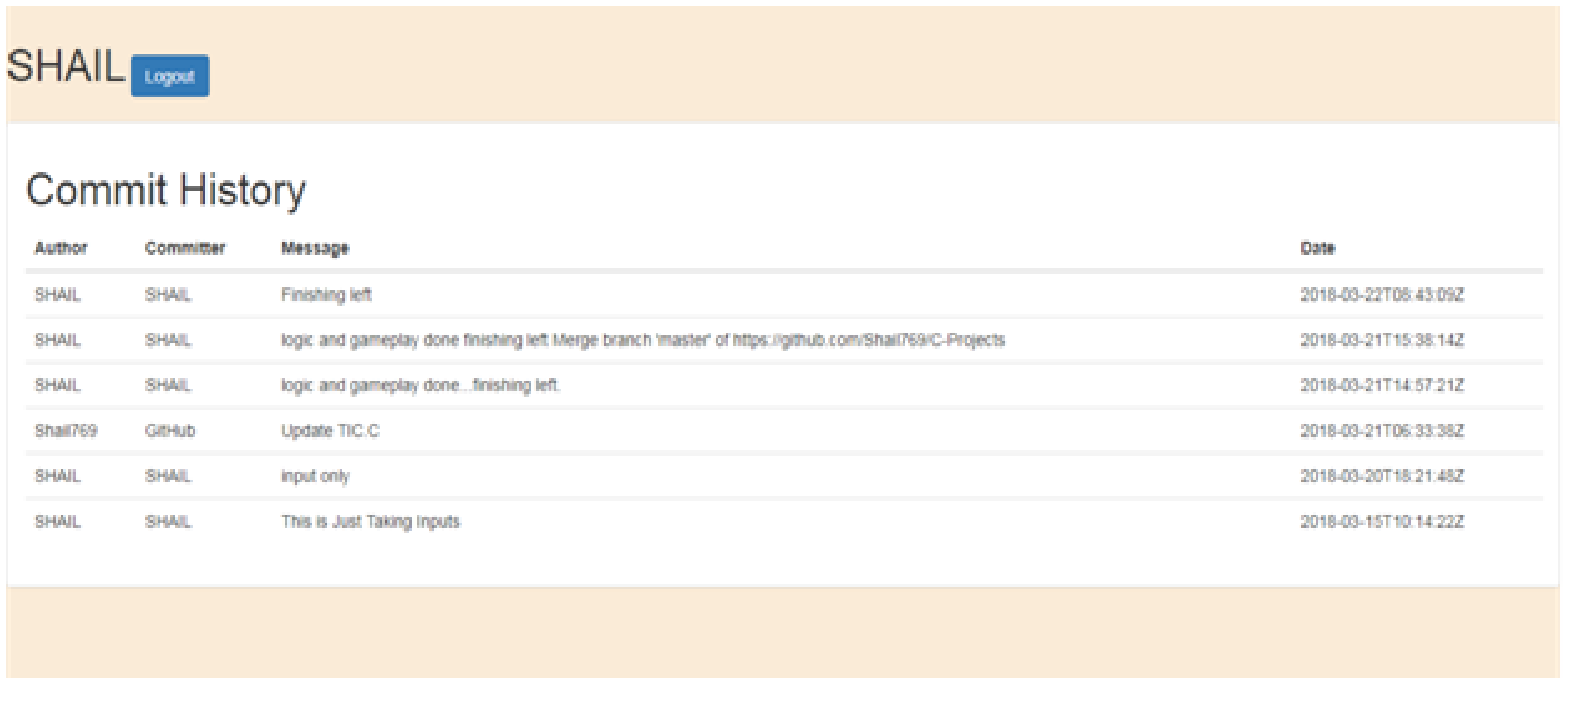 SHAIL Logout
Commit History
Author Committer Message Date
SHAIL SHAIL Finishing left 2018-03-22T08:43:09Z
SHAIL SHAIL logic and gameplay done finishing left Merge branch 'master' of https://github.com/Shail769/C-Projects 2018-03-21T15:38:14Z
SHAIL SHAIL logic and gameplay done...finishing left. 2018-03-21T14:57:21Z
Shail769 GitHub Update TIC.C 2018-03-21T06:33:38Z
SHAIL SHAIL input only 2018-03-20T18:21:48Z
SHAIL SHAIL This is Just Taking Inputs 2018-03-15T10:14:22Z